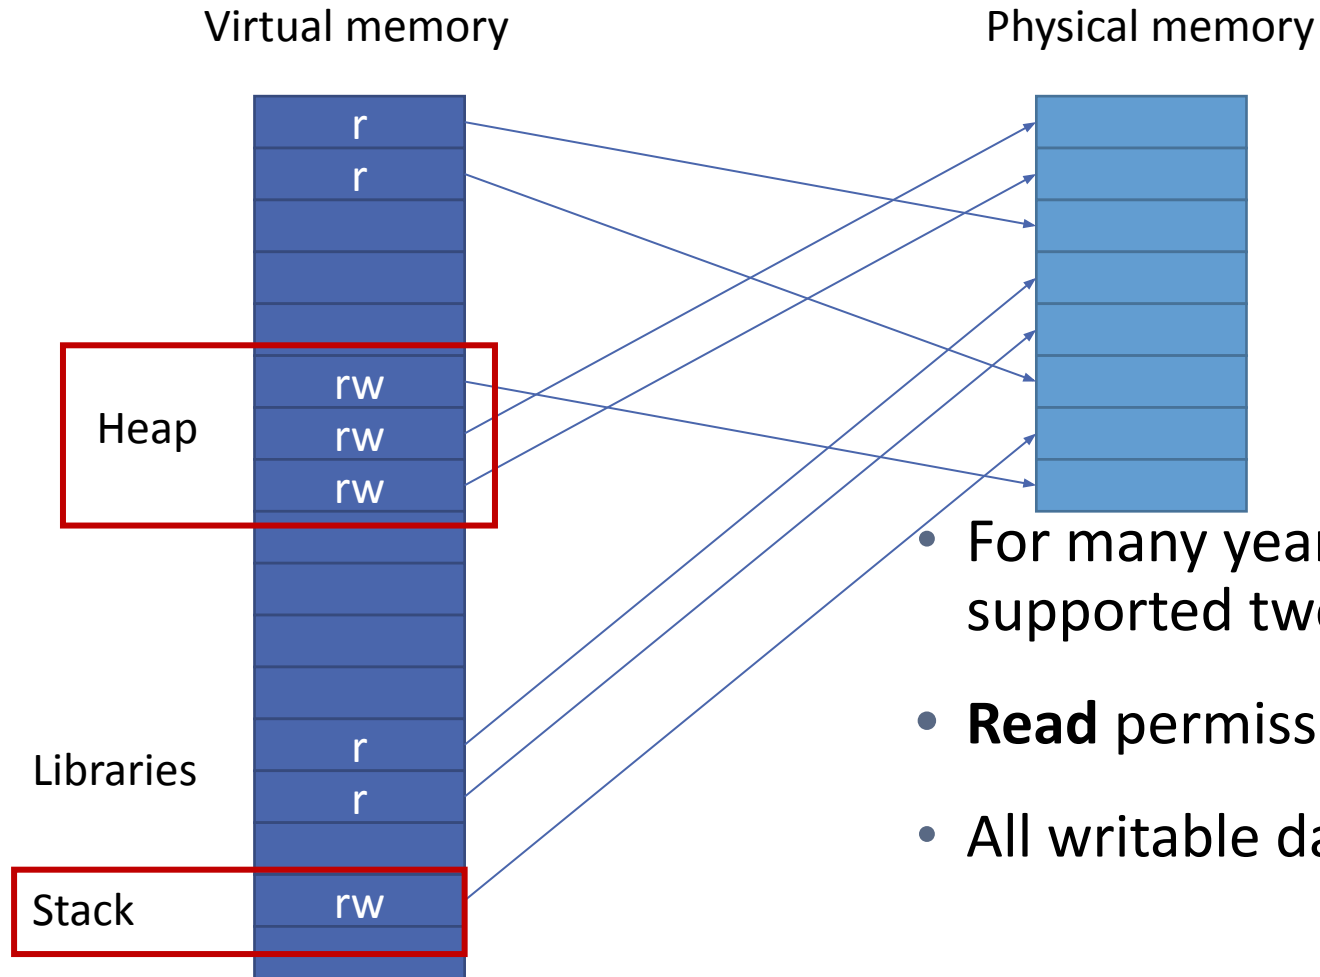 Virtual memory
Physical memory
r
r
rw
Heap
rw
rw
r
Libraries
r
Stack
rw
• For many year
supported tw
• Read permiss
• All writable da